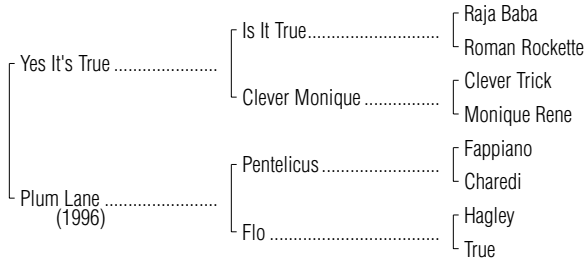 Raja Baba
Is It True
Roman Rockette
Yes It's True
Clever Trick
Clever Monique
Monique Rene
Fappiano
Pentelicus
Charedi
Plum Lane
(1996)
Hagley
Flo
True